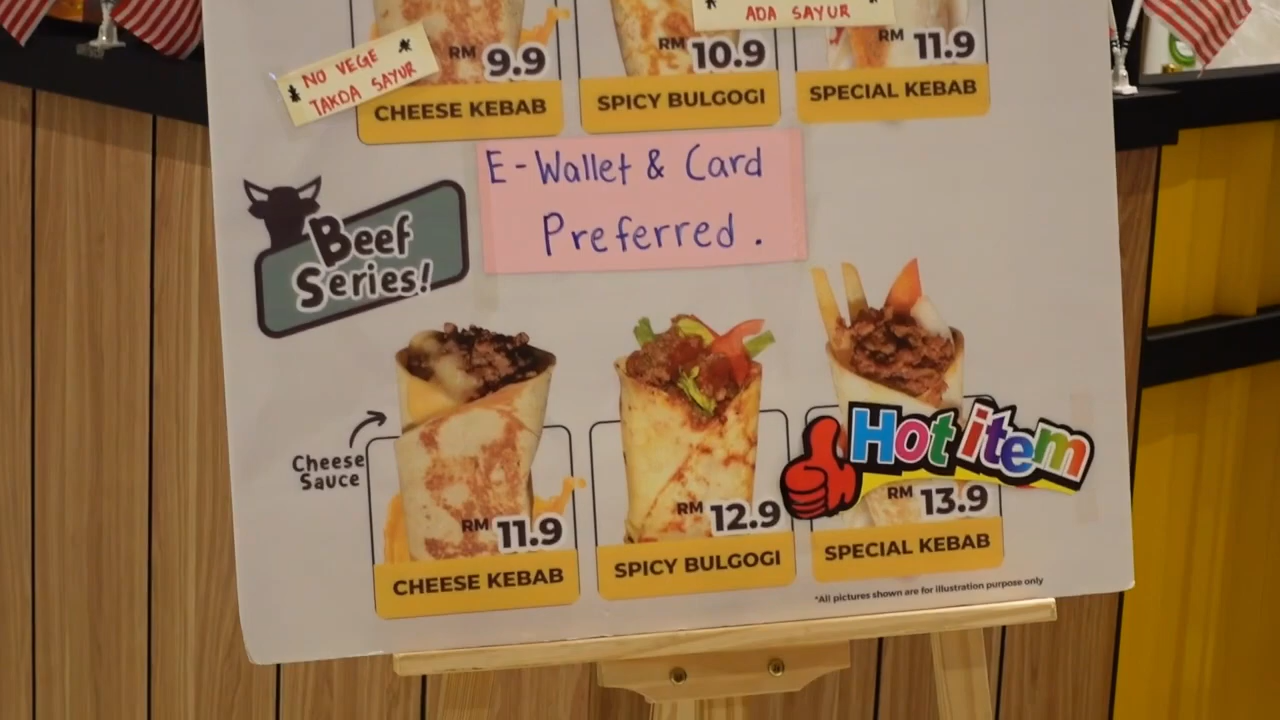 ADA SAYUR
NO VEGE
TAKDA SAYUR
RM 9.9
RM 10.9
RM 11.9
CHEESE KEBAB
SPICY BULGOGI
SPECIAL KEBAB
E-Wallet & Card
Preferred.
Beef
Series!
Cheese
Sauce
Hot item
RM 11.9
RM 12.9
RM 13.9
CHEESE KEBAB
SPICY BULGOGI
SPECIAL KEBAB
*All pictures shown are for illustration purpose only